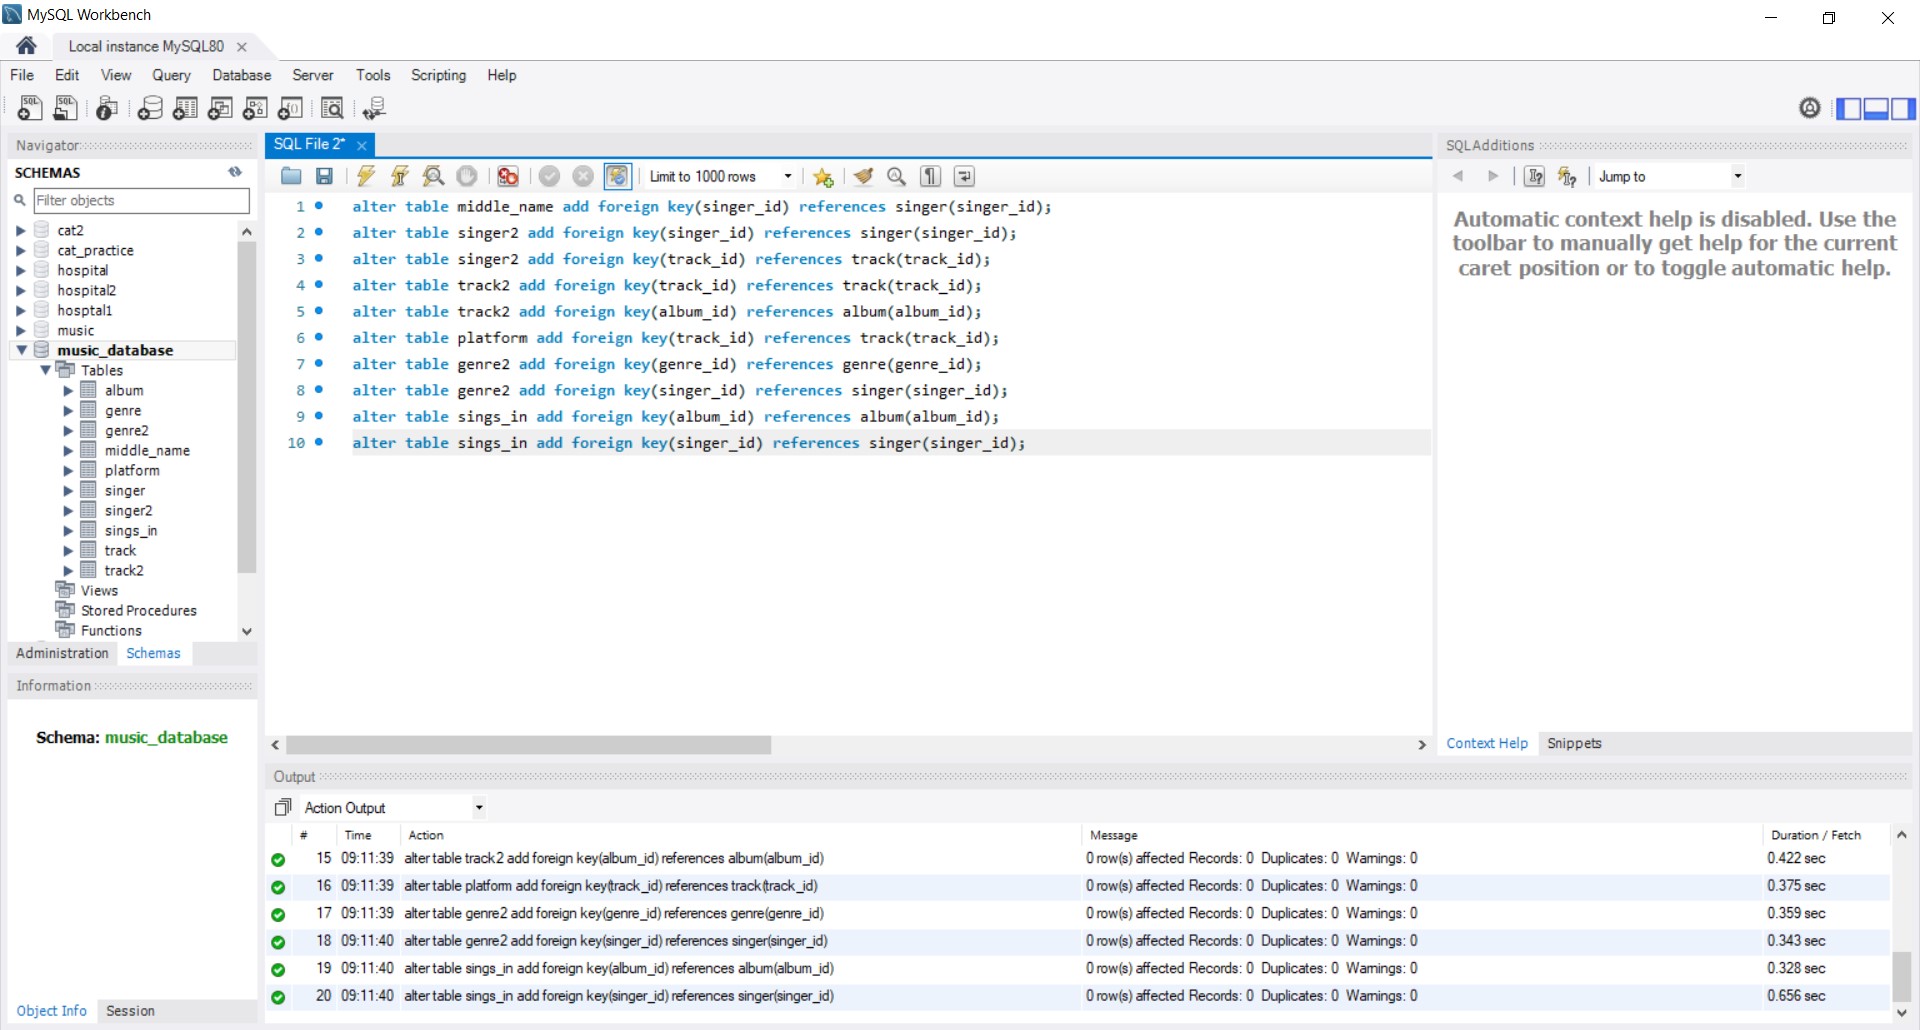 MySQL Workbench
Local instance MySQL80
File Edit View Query Database Server Tools Scripting Help
Navigator
SCHEMAS
Filter objects
cat2
cat_practice
hospital
hospital2
hosptal1
music
music_database
Tables
album
genre
genre2
middle_name
platform
singer
singer2
sings_in
track
track2
Views
Stored Procedures
Functions
Administration Schemas
Information
Schema: music_database
Object Info Session
SQL File 2*
Limit to 1000 rows
1 alter table middle_name add foreign key(singer_id) references singer(singer_id);
2 alter table singer2 add foreign key(singer_id) references singer(singer_id);
3 alter table singer2 add foreign key(track_id) references track(track_id);
4 alter table track2 add foreign key(track_id) references track(track_id);
5 alter table track2 add foreign key(album_id) references album(album_id);
6 alter table platform add foreign key(track_id) references track(track_id);
7 alter table genre2 add foreign key(genre_id) references genre(genre_id);
8 alter table genre2 add foreign key(singer_id) references singer(singer_id);
9 alter table sings_in add foreign key(album_id) references album(album_id);
10 alter table sings_in add foreign key(singer_id) references singer(singer_id);
SQLAdditions
Jump to
Automatic context help is disabled. Use the
toolbar to manually get help for the current
caret position or to toggle automatic help.
Context Help Snippets
Output
Action Output
# Time Action Message Duration / Fetch
15 09:11:39 alter table track2 add foreign key(album_id) references album(album_id) 0 row(s) affected Records: 0 Duplicates: 0 Warnings: 0 0.422 sec
16 09:11:39 alter table platform add foreign key(track_id) references track(track_id) 0 row(s) affected Records: 0 Duplicates: 0 Warnings: 0 0.375 sec
17 09:11:39 alter table genre2 add foreign key(genre_id) references genre(genre_id) 0 row(s) affected Records: 0 Duplicates: 0 Warnings: 0 0.359 sec
18 09:11:40 alter table genre2 add foreign key(singer_id) references singer(singer_id) 0 row(s) affected Records: 0 Duplicates: 0 Warnings: 0 0.343 sec
19 09:11:40 alter table sings_in add foreign key(album_id) references album(album_id) 0 row(s) affected Records: 0 Duplicates: 0 Warnings: 0 0.328 sec
20 09:11:40 alter table sings_in add foreign key(singer_id) references singer(singer_id) 0 row(s) affected Records: 0 Duplicates: 0 Warnings: 0 0.656 sec